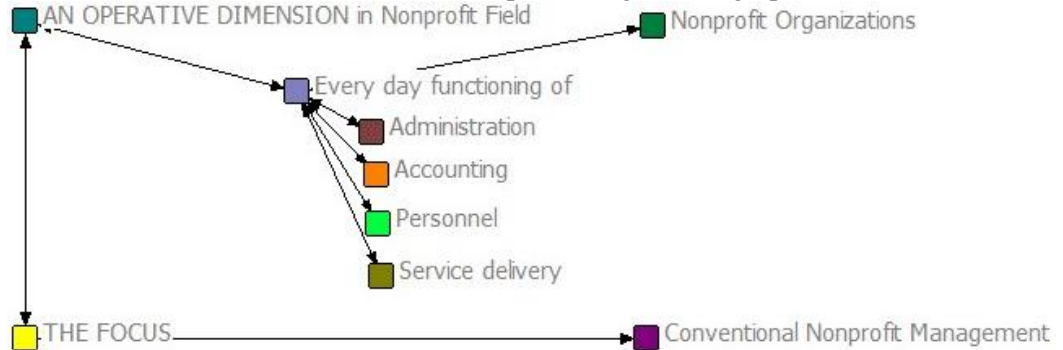 AN OPERATIVE DIMENSION in Nonprofit Field
Nonprofit Organizations
Every day functioning of
Administration
Accounting
Personnel
Service delivery
THE FOCUS
Conventional Nonprofit Management